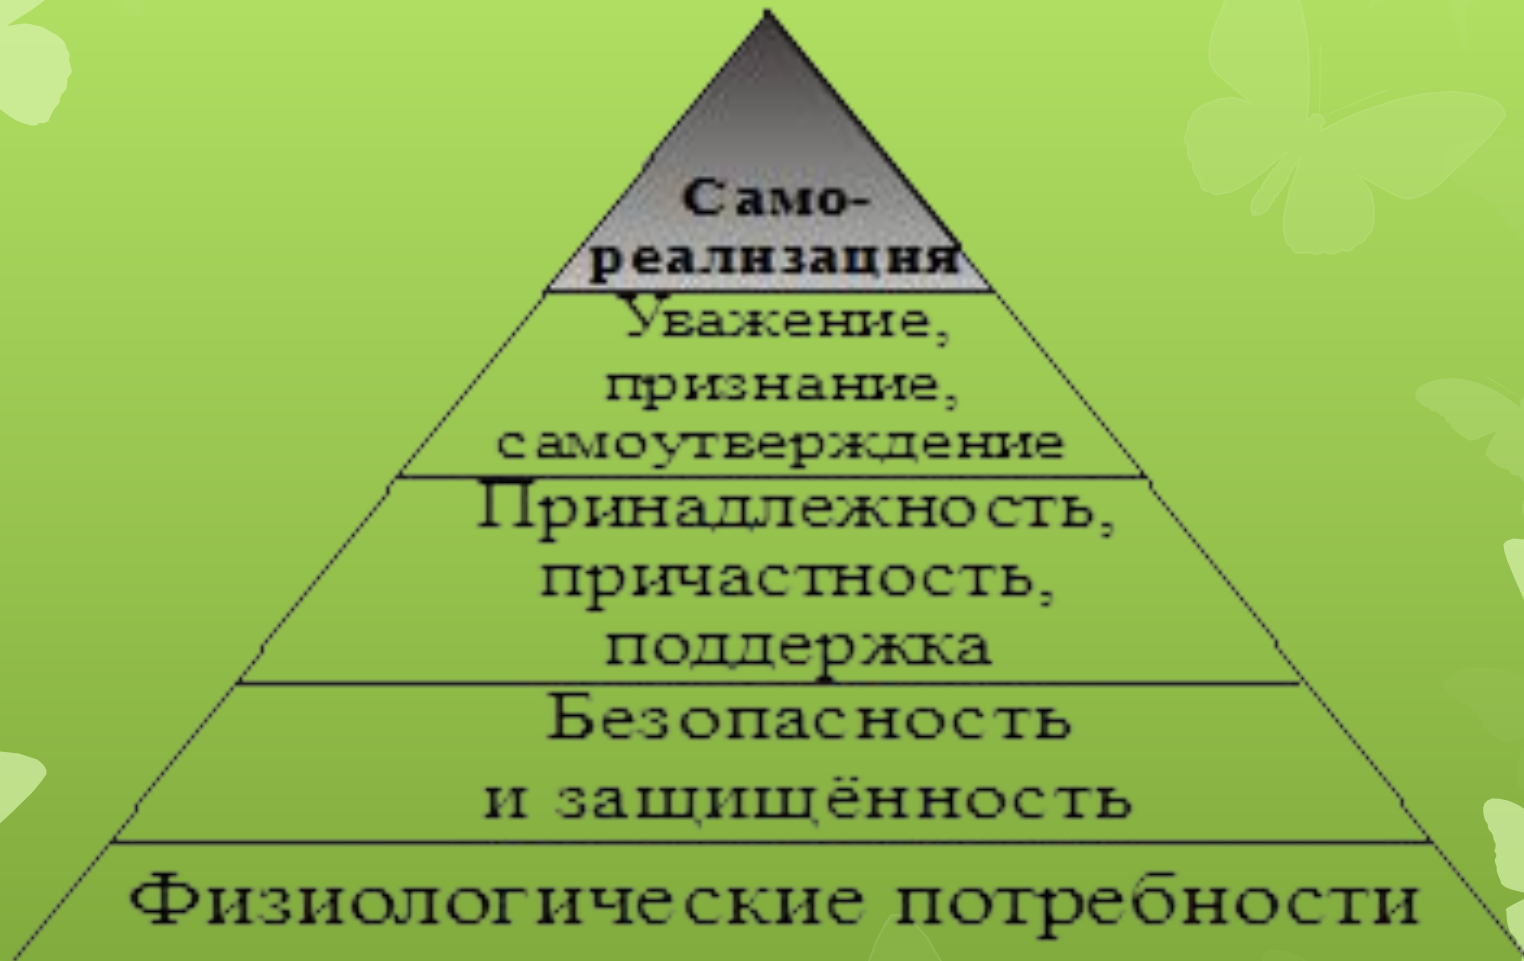 Само-
реализация
Уважение,
признание,
самоутверждение
Принадлежность,
причастность,
поддержка
Безопасность
и защищённость
Физиологические потребности